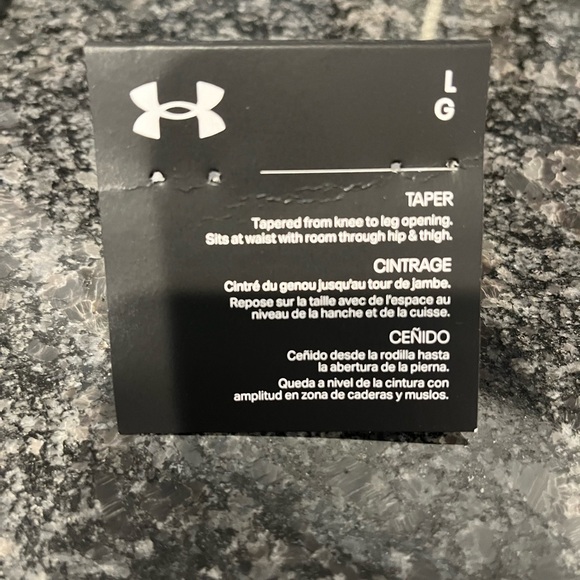 L
G
TAPER
Tapered from knee to leg opening.
Sits at waist with room through hip & thigh.
CINTRAGE
Cintré du genou jusqu'au tour de jambe.
Repose sur la taille avec de l'espace au
niveau de la hanche et de la cuisse.
CEÑIDO
Ceñido desde la rodilla hasta
la abertura de la pierna.
Queda a nivel de la cintura con
amplitud en zona de caderas y muslos.